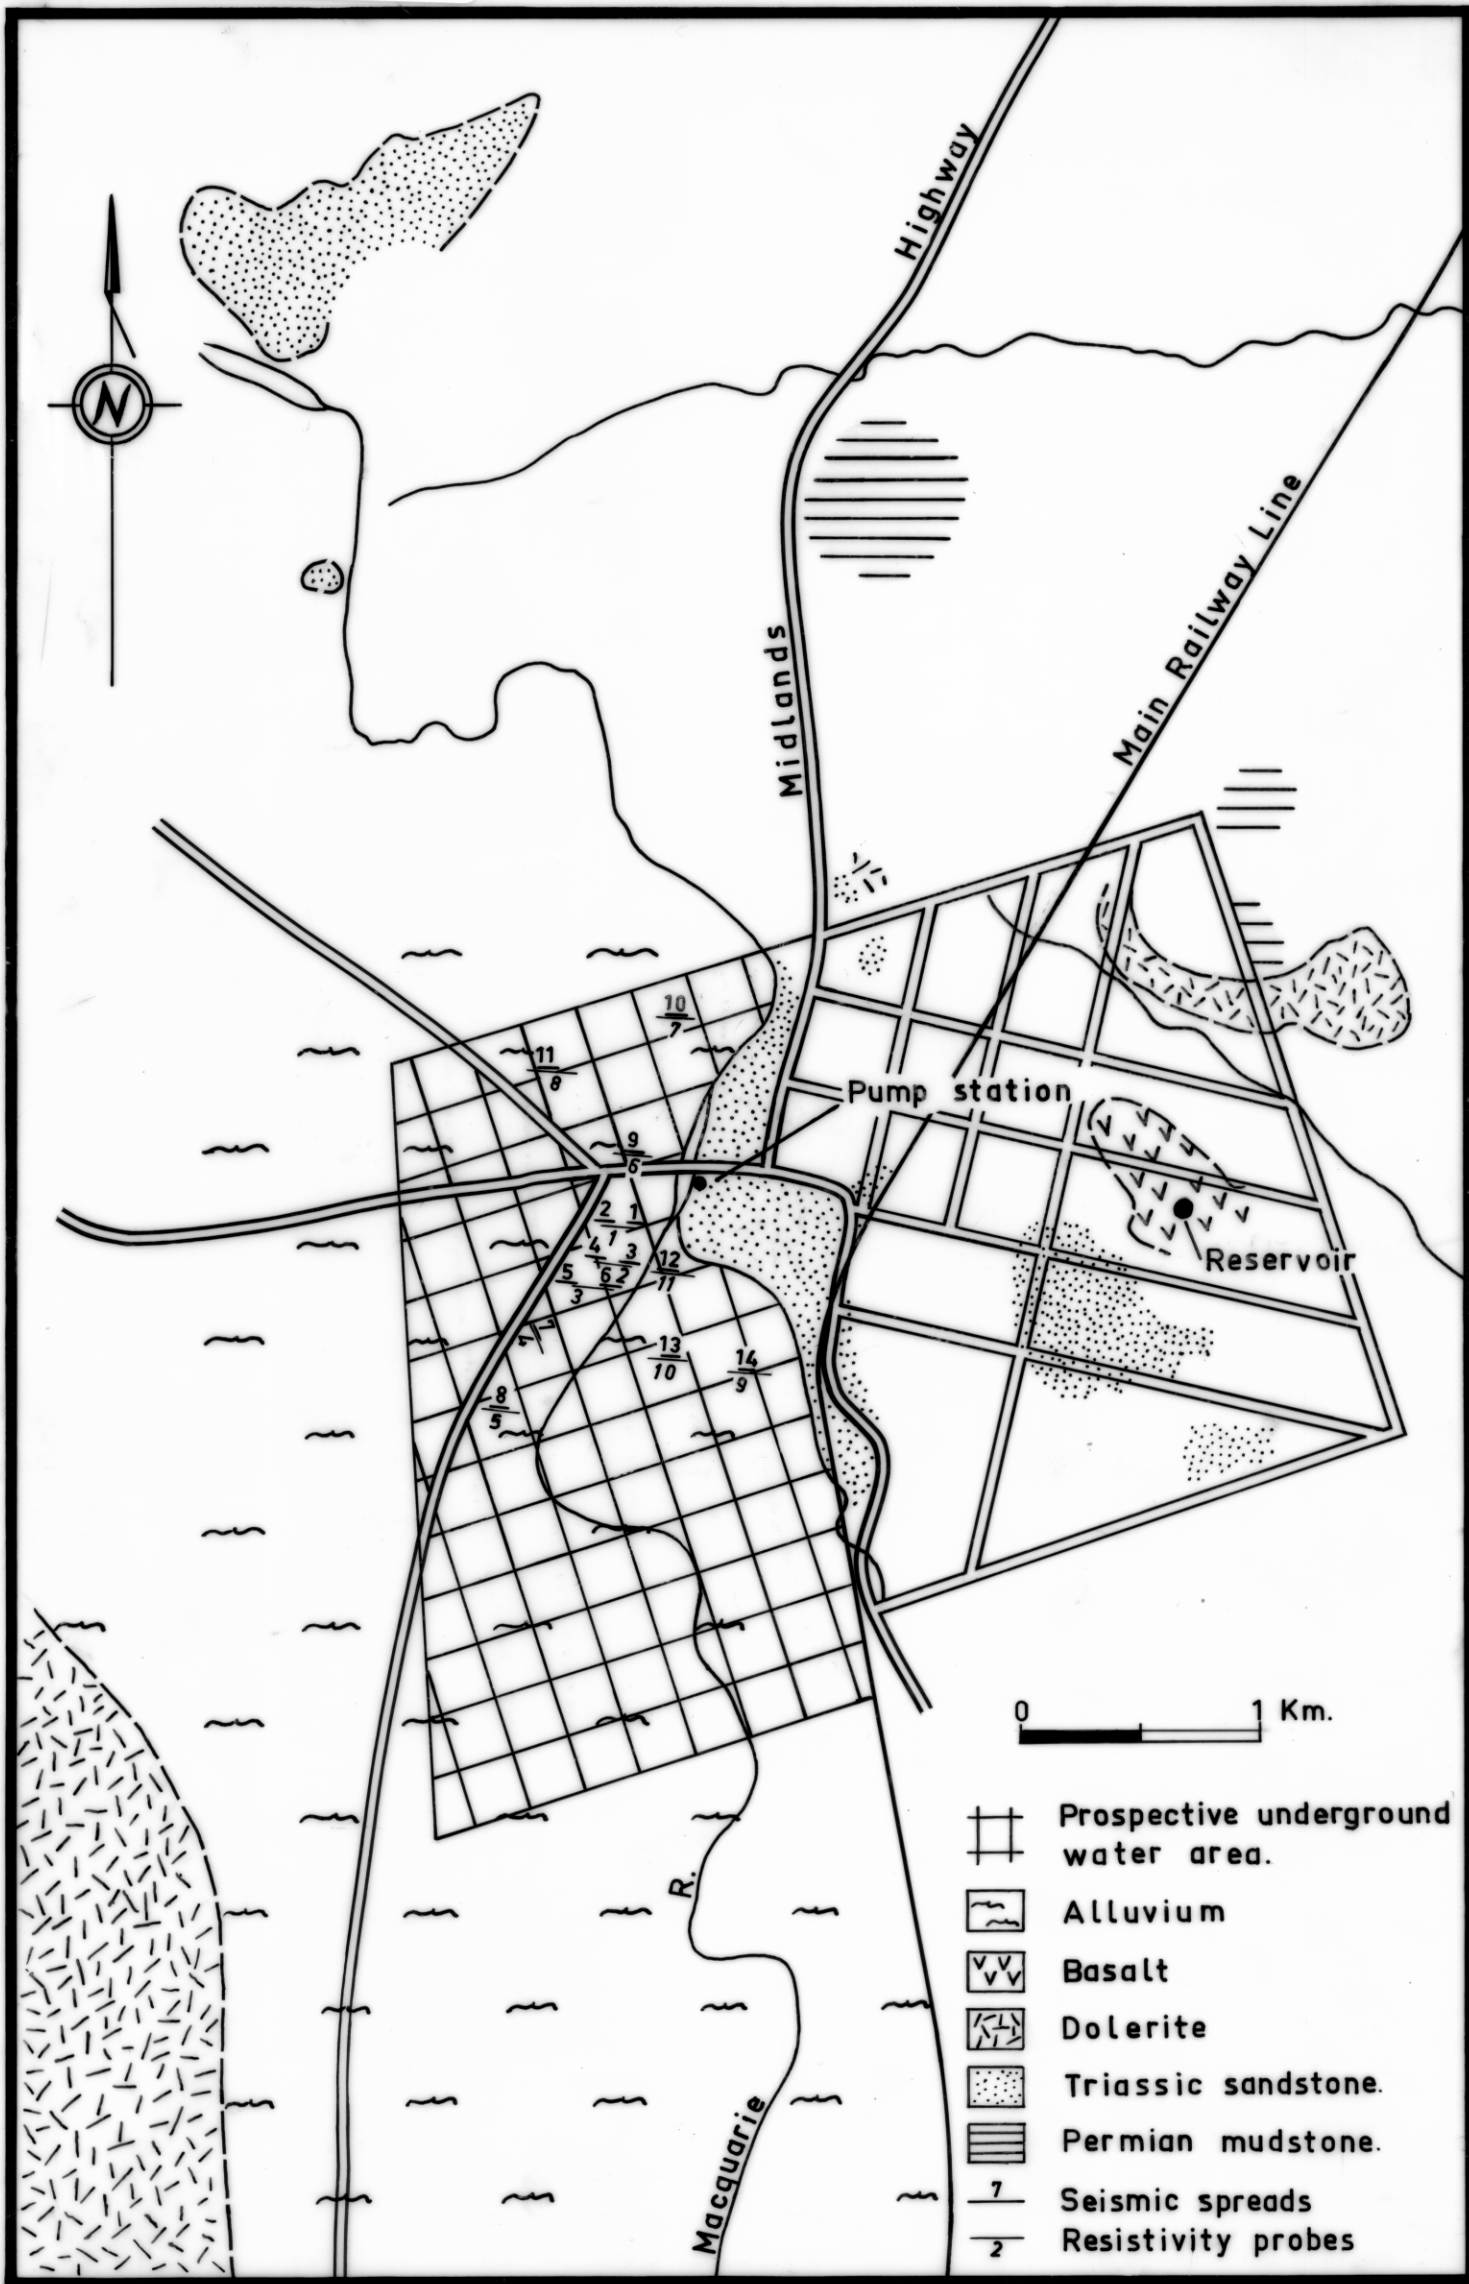 Highway
N
Main Railway Line
Midlands
10
7
11
8
Pump station
9
6
2 1
1
4 3
5 6 2
3
12
11
Reservoir
7
4
13
10
14
9
8
5
0 1 Km.
Prospective underground
water area.
R.
Alluvium
Basalt
Dolerite
Triassic sandstone.
Permian mudstone.
Macquarie
7
Seismic spreads
Resistivity probes
2